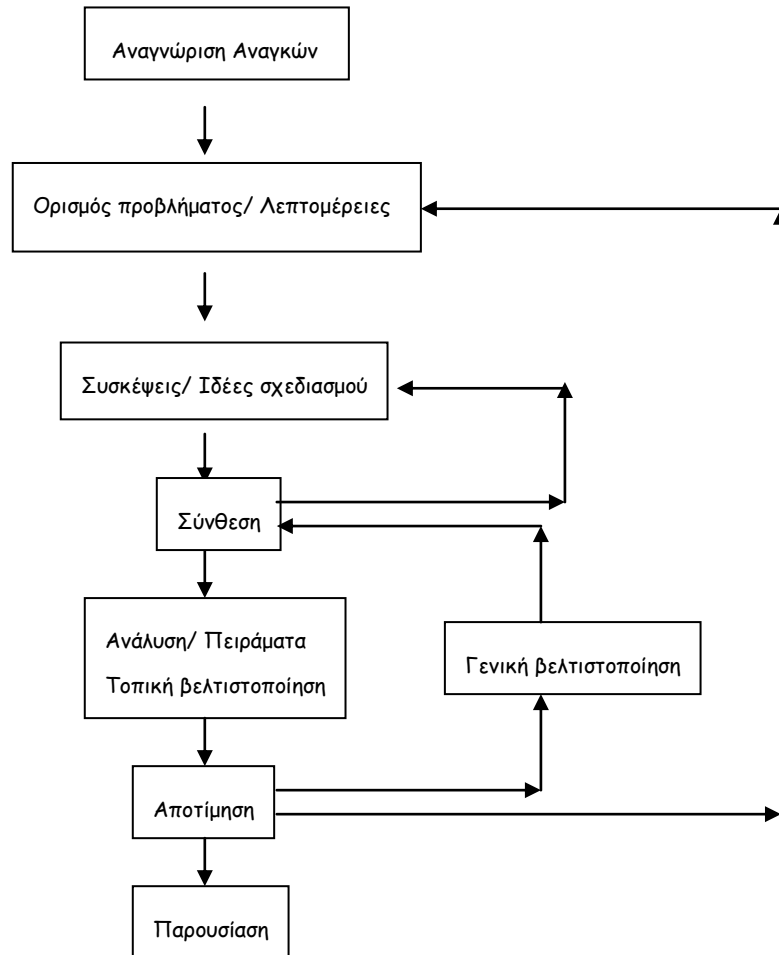 Αναγνώριση Αναγκών
Ορισμός προβλήματος/ Λεπτομέρειες
Συσκέψεις/ Ιδέες σχεδιασμού
Σύνθεση
Ανάλυση/ Πειράματα
Τοπική βελτιστοποίηση
Γενική βελτιστοποίηση
Αποτίμηση
Παρουσίαση